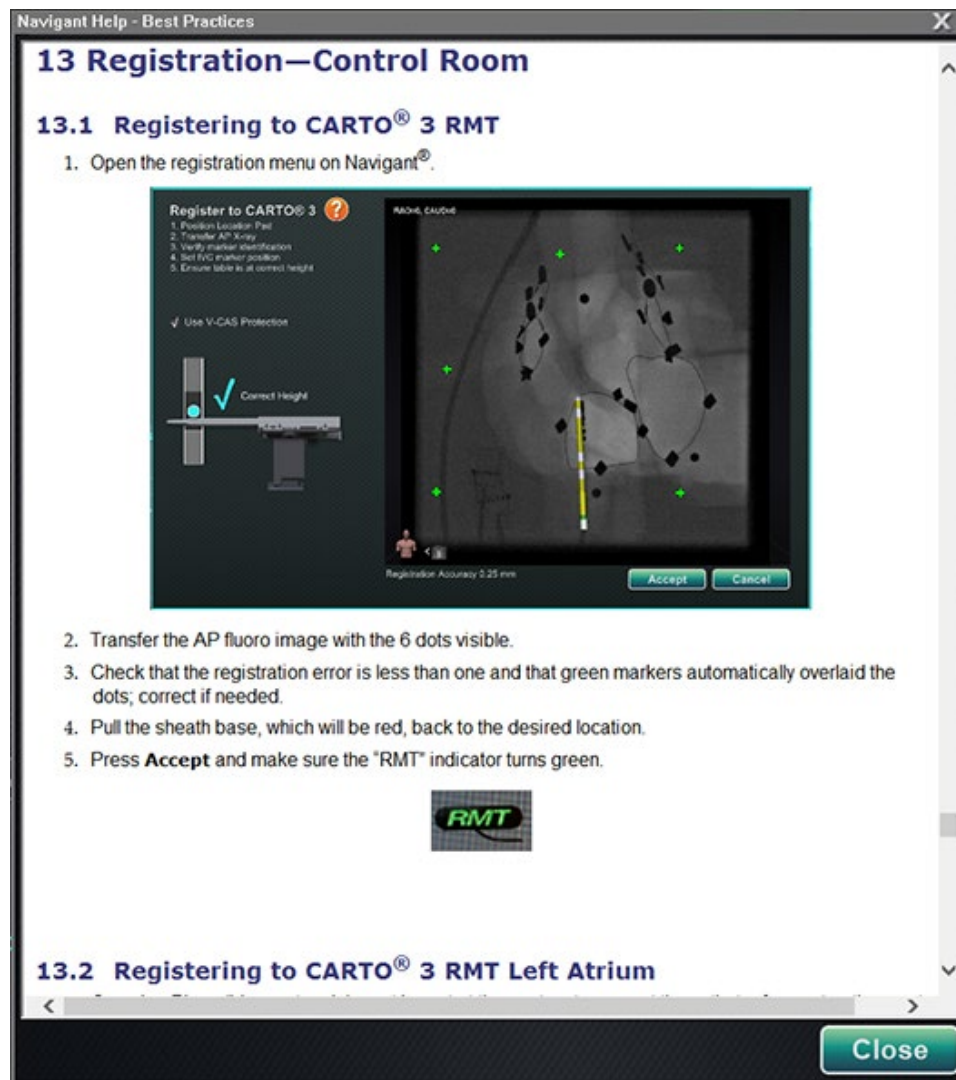 Navigant Help - Best Practices
X
13 Registration—Control Room
13.1 Registering to CARTO® 3 RMT
1. Open the registration menu on Navigant®.
Register to CARTO® 3 ?
1. Position Location Pad
2. Transfer AP X-ray
3. Verify marker identification
4. Set IVC marker position
5. Ensure table is at correct height
√ Use V-CAS Protection
Correct Height
Registration Accuracy 0.25 mm
Accept
Cancel
2. Transfer the AP fluoro image with the 6 dots visible.
3. Check that the registration error is less than one and that green markers automatically overlaid the
dots; correct if needed.
4. Pull the sheath base, which will be red, back to the desired location.
5. Press Accept and make sure the "RMT" indicator turns green.
RMT
13.2 Registering to CARTO® 3 RMT Left Atrium
Close